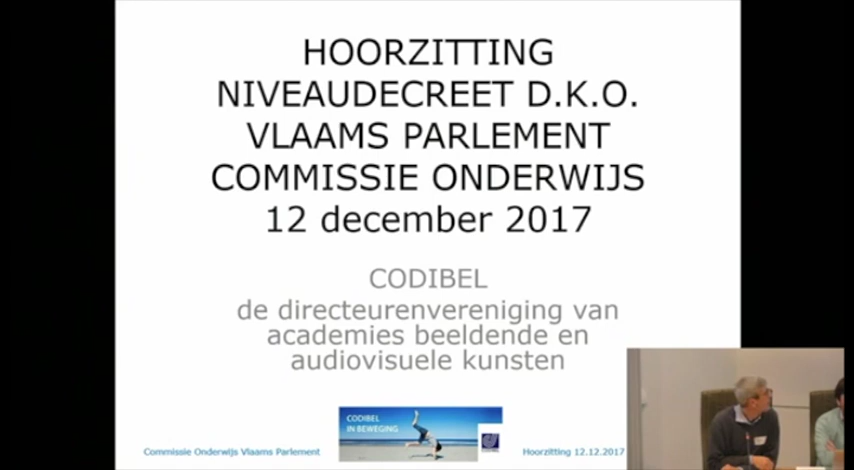 HOORZITTING
NIVEAUDECREET D.K.O.
VLAAMS PARLEMENT
COMMISSIE ONDERWIJS
12 december 2017
CODIBEL
de directeurenvereniging van
academies beeldende en
audiovisuele kunsten
CODIBEL
IN BEWEGING
Commissie Onderwijs Vlaams Parlement
Hoorzitting 12.12.2017